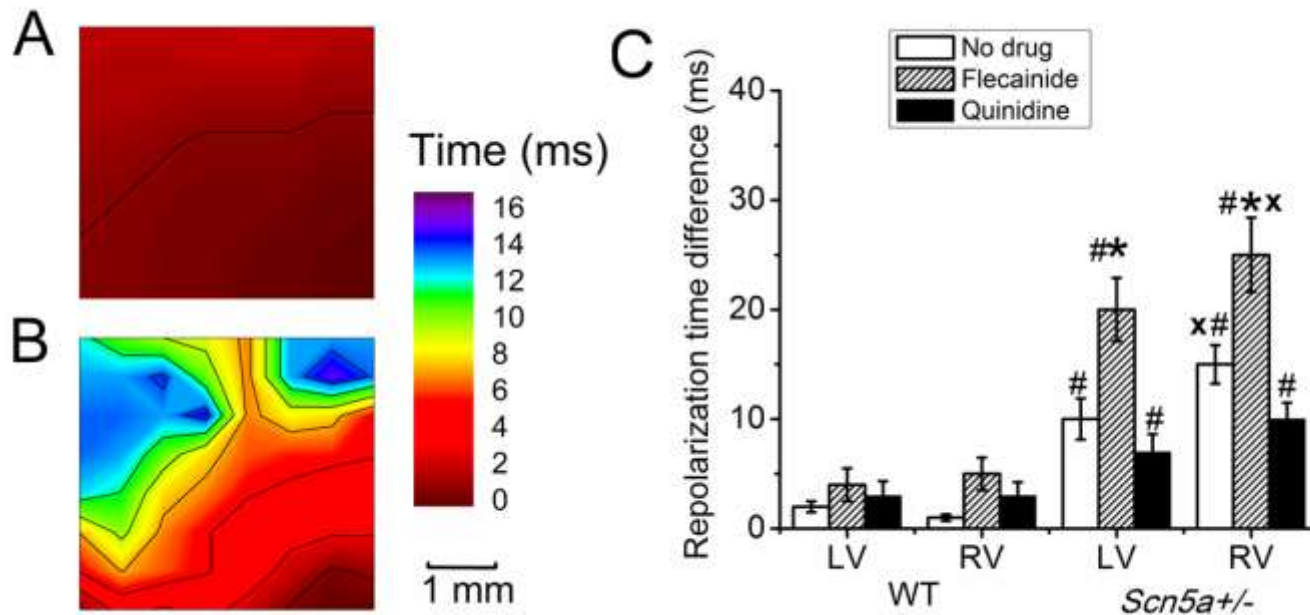 A
B
Time (ms)
16
14
12
10
8
6
4
2
0
1 mm
C
No drug
Flecainide
Quinidine
Repolarization time difference (ms)
40
30
20
10
0
#
#*
#
x#
#*x
#
LV
RV
LV
RV
WT
Scn5a+/-